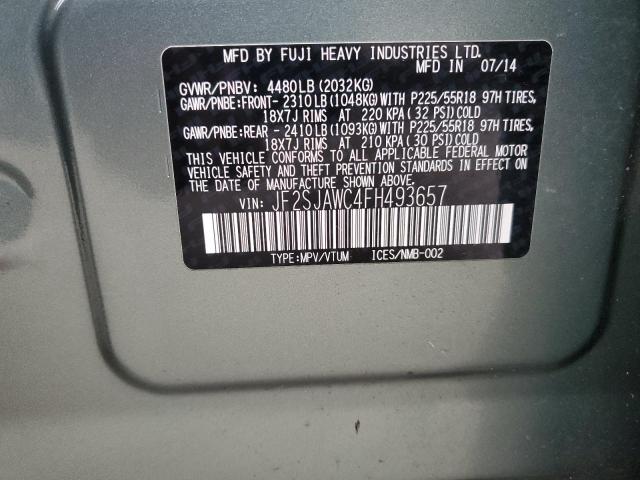 MFD BY FUJI HEAVY INDUSTRIES LTD.
MFD IN 07/14
GVWR/PNBV: 4480LB(2032KG)
GAWR/PNBE:FRONT-2310LB(1048KG)WITH P225/55R18 97H TIRES,
18X7J RIMS AT 220 KPA(32 PSI)COLD
GAWR/PNBE:REAR -2410LB(1093KG)WITH P225/55R18 97H TIRES,
18X7J RIMS AT 210 KPA(30 PSI)COLD
THIS VEHICLE CONFORMS TO ALL APPLICABLE FEDERAL MOTOR
VEHICLE SAFETY AND THEFT PREVENTION STANDARDS IN EFFECT
ON THE DATE OF MANUFACTURE SHOWN ABOVE.
VIN: JF2SJAWC4FH493657
TYPE:MPV/VTUM ICES/NMB-002